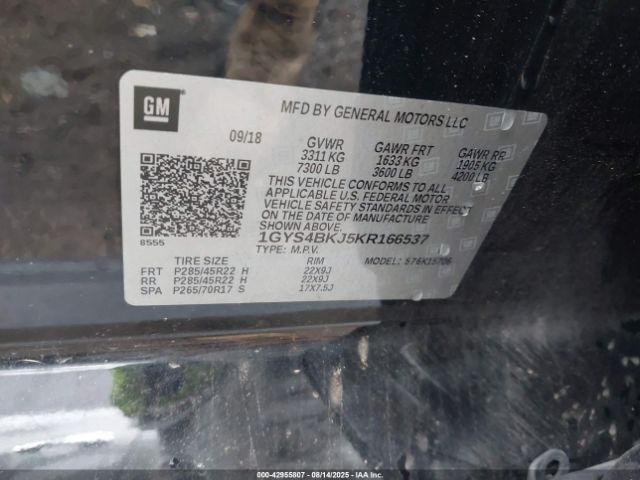 GM
MFD BY GENERAL MOTORS LLC
09/18
GVWR GAWR FRT GAWR RR
3311 KG 1633 KG 1905 KG
7300 LB 3600 LB 4200 LB
THIS VEHICLE CONFORMS TO ALL
APPLICABLE U.S. FEDERAL MOTOR
VEHICLE SAFETY STANDARDS IN EFFECT
ON THE DATE OF MANUFACTURE
SHOWN ABOVE.
1GYS4BKJ5KR166537
8555
TYPE: M.P.V. MODEL:
TIRE SIZE RIM
FRT P285/45R22 H 22X9J
RR P285/45R22 H 22X9J
SPA P265/70R17 S 17X7.5J
000-42955807 - 08/14/2025 - IAA Inc.